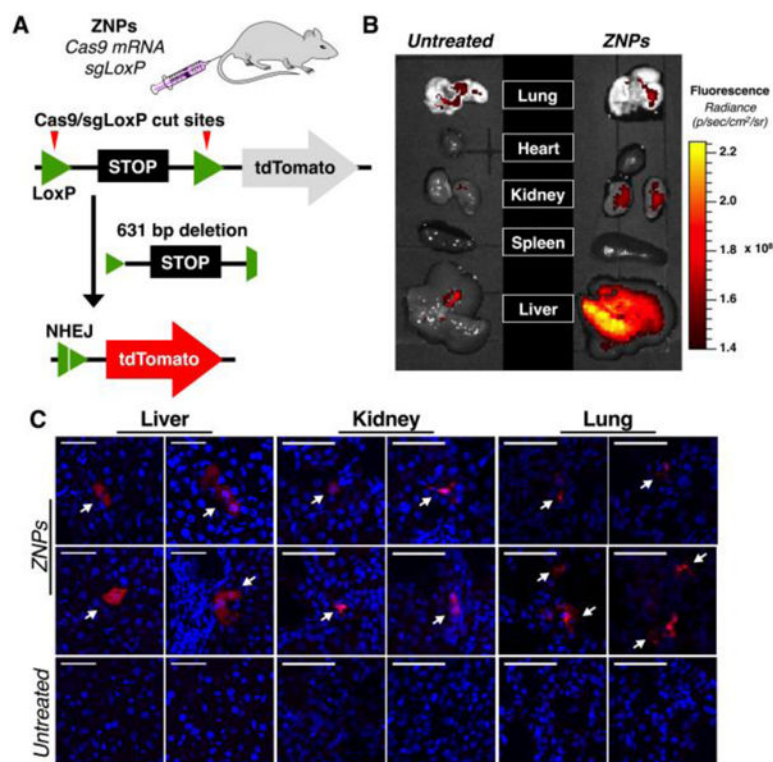 A
ZNPs
Cas9 mRNA
sgLoxP
Cas9/sgLoxP cut sites
STOP
tdTomato
LoxP
631 bp deletion
STOP
NHEJ
tdTomato
B
Untreated
ZNPs
Lung
Heart
Kidney
Spleen
Liver
Fluorescence
Radiance
(p/sec/cm²/sr)
2.2
2.0
1.8
x 10⁸
1.6
1.4
C
Liver
Kidney
Lung
ZNPs
Untreated